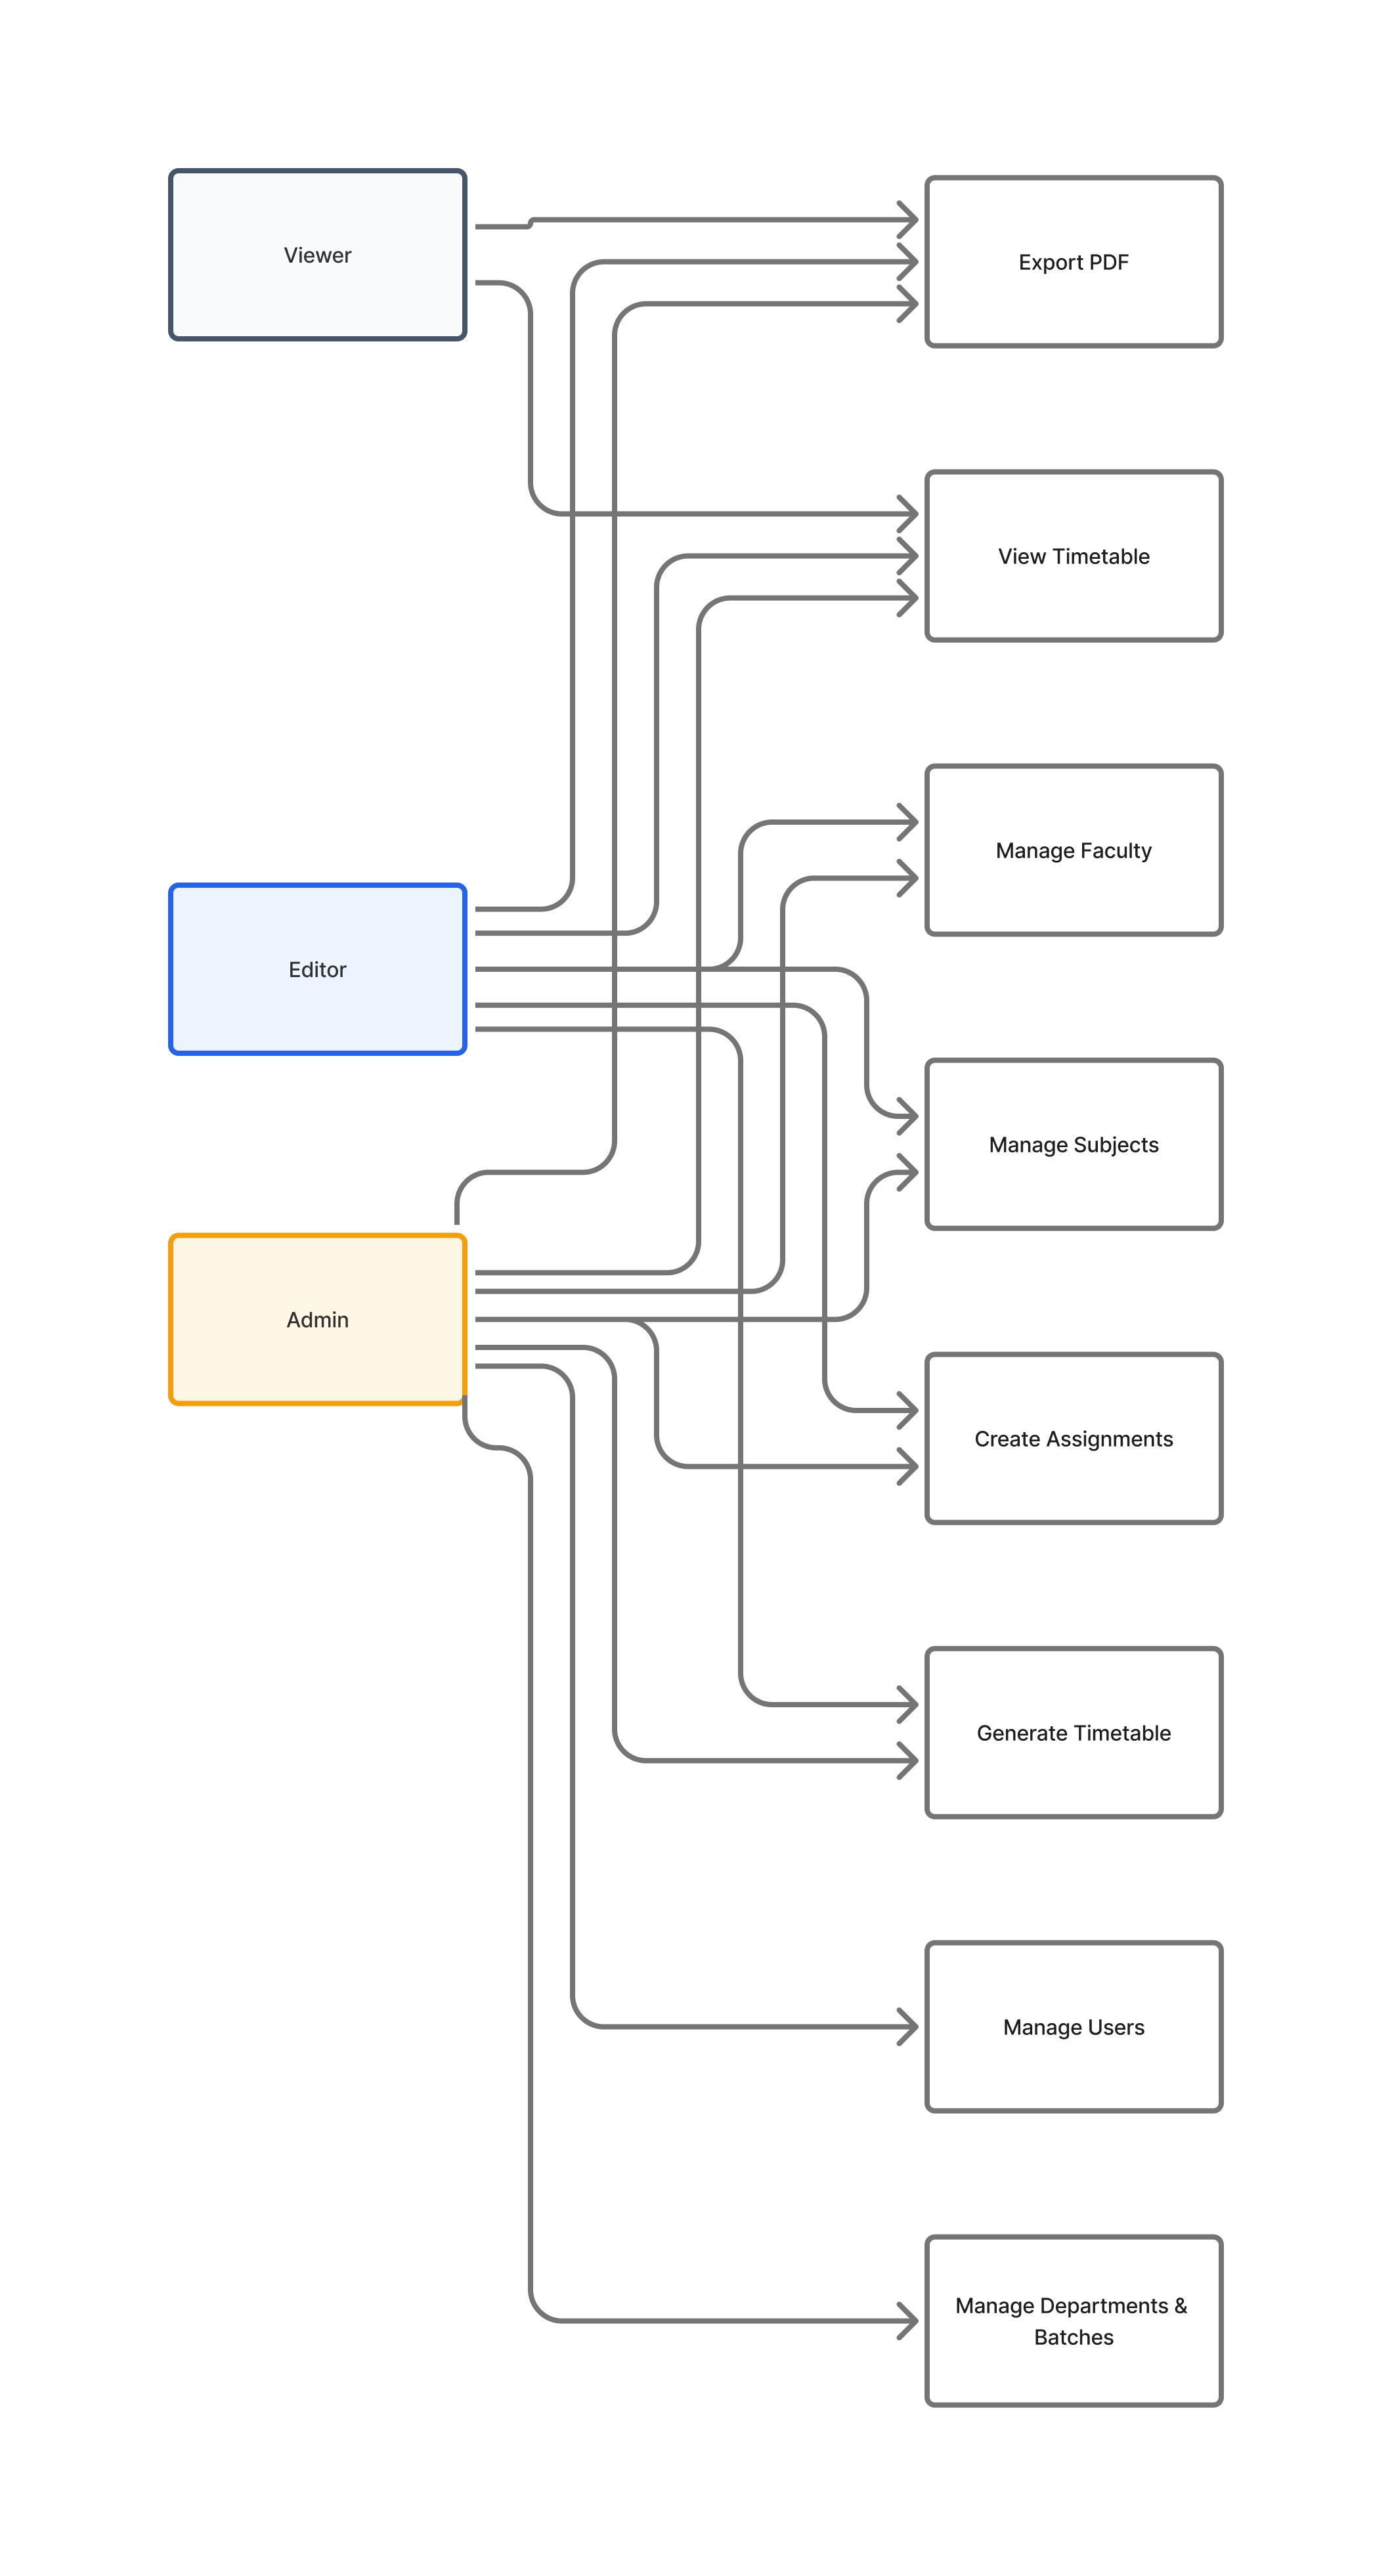 Viewer
Export PDF
View Timetable
Manage Faculty
Editor
Manage Subjects
Admin
Create Assignments
Generate Timetable
Manage Users
Manage Departments &
Batches